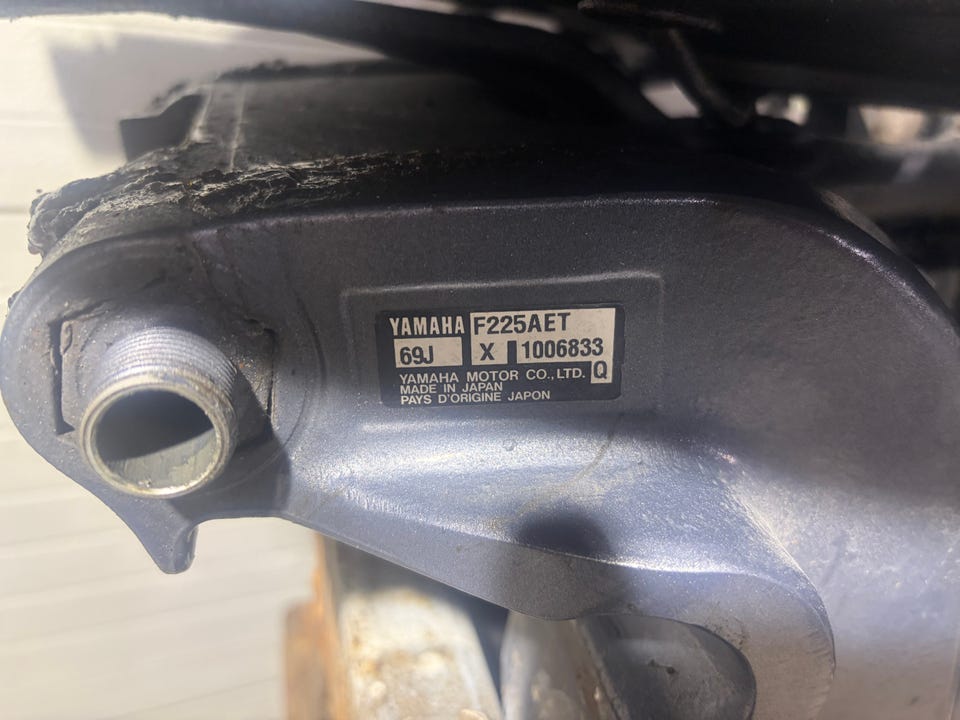 YAMAHA F225AET
69J X 1006833
YAMAHA MOTOR CO., LTD. Q
MADE IN JAPAN
PAYS D'ORIGINE JAPON